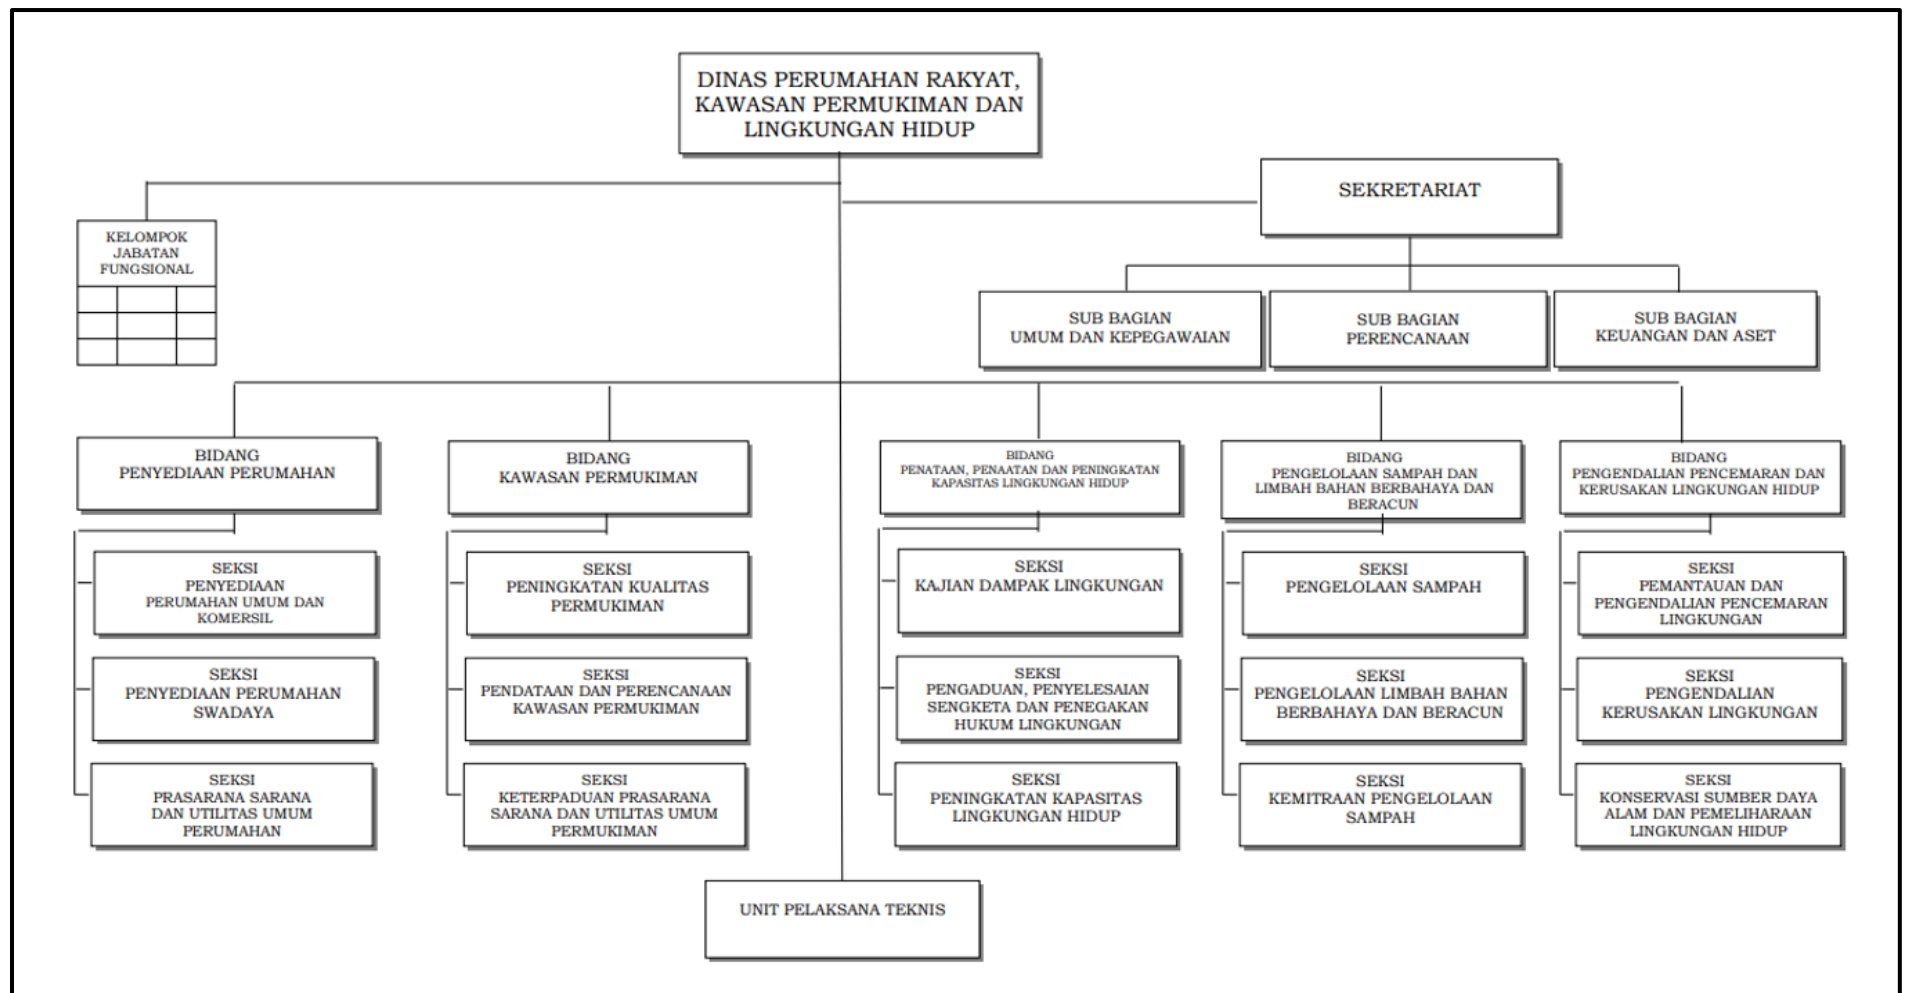 DINAS PERUMAHAN RAKYAT,
KAWASAN PERMUKIMAN DAN
LINGKUNGAN HIDUP
SEKRETARIAT
KELOMPOK
JABATAN
FUNGSIONAL
SUB BAGIAN
UMUM DAN KEPEGAWAIAN
SUB BAGIAN
PERENCANAAN
SUB BAGIAN
KEUANGAN DAN ASET
BIDANG
PENYEDIAAN PERUMAHAN
BIDANG
KAWASAN PERMUKIMAN
BIDANG
PENATAAN, PENAATAN DAN PENINGKATAN
KAPASITAS LINGKUNGAN HIDUP
BIDANG
PENGELOLAAN SAMPAH DAN
LIMBAH BAHAN BERBAHAYA DAN
BERACUN
BIDANG
PENGENDALIAN PENCEMARAN DAN
KERUSAKAN LINGKUNGAN HIDUP
SEKSI
PENYEDIAAN
PERUMAHAN UMUM DAN
KOMERSIL
SEKSI
PENINGKATAN KUALITAS
PERMUKIMAN
SEKSI
KAJIAN DAMPAK LINGKUNGAN
SEKSI
PENGELOLAAN SAMPAH
SEKSI
PEMANTAUAN DAN
PENGENDALIAN PENCEMARAN
LINGKUNGAN
SEKSI
PENYEDIAAN PERUMAHAN
SWADAYA
SEKSI
PENDATAAN DAN PERENCANAAN
KAWASAN PERMUKIMAN
SEKSI
PENGADUAN, PENYELESAIAN
SENGKETA DAN PENEGAKAN
HUKUM LINGKUNGAN
SEKSI
PENGELOLAAN LIMBAH BAHAN
BERBAHAYA DAN BERACUN
SEKSI
PENGENDALIAN
KERUSAKAN LINGKUNGAN
SEKSI
PRASARANA SARANA
DAN UTILITAS UMUM
PERUMAHAN
SEKSI
KETERPADUAN PRASARANA
SARANA DAN UTILITAS UMUM
PERMUKIMAN
SEKSI
PENINGKATAN KAPASITAS
LINGKUNGAN HIDUP
SEKSI
KEMITRAAN PENGELOLAAN
SAMPAH
SEKSI
KONSERVASI SUMBER DAYA
ALAM DAN PEMELIHARAAN
LINGKUNGAN HIDUP
UNIT PELAKSANA TEKNIS